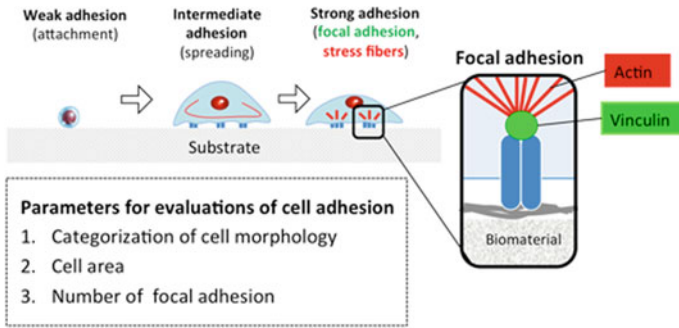 Weak adhesion
(attachment)
Intermediate
adhesion
(spreading)
Strong adhesion
(focal adhesion,
stress fibers)
Substrate
Focal adhesion
Actin
Vinculin
Biomaterial
Parameters for evaluations of cell adhesion
1. Categorization of cell morphology
2. Cell area
3. Number of focal adhesion